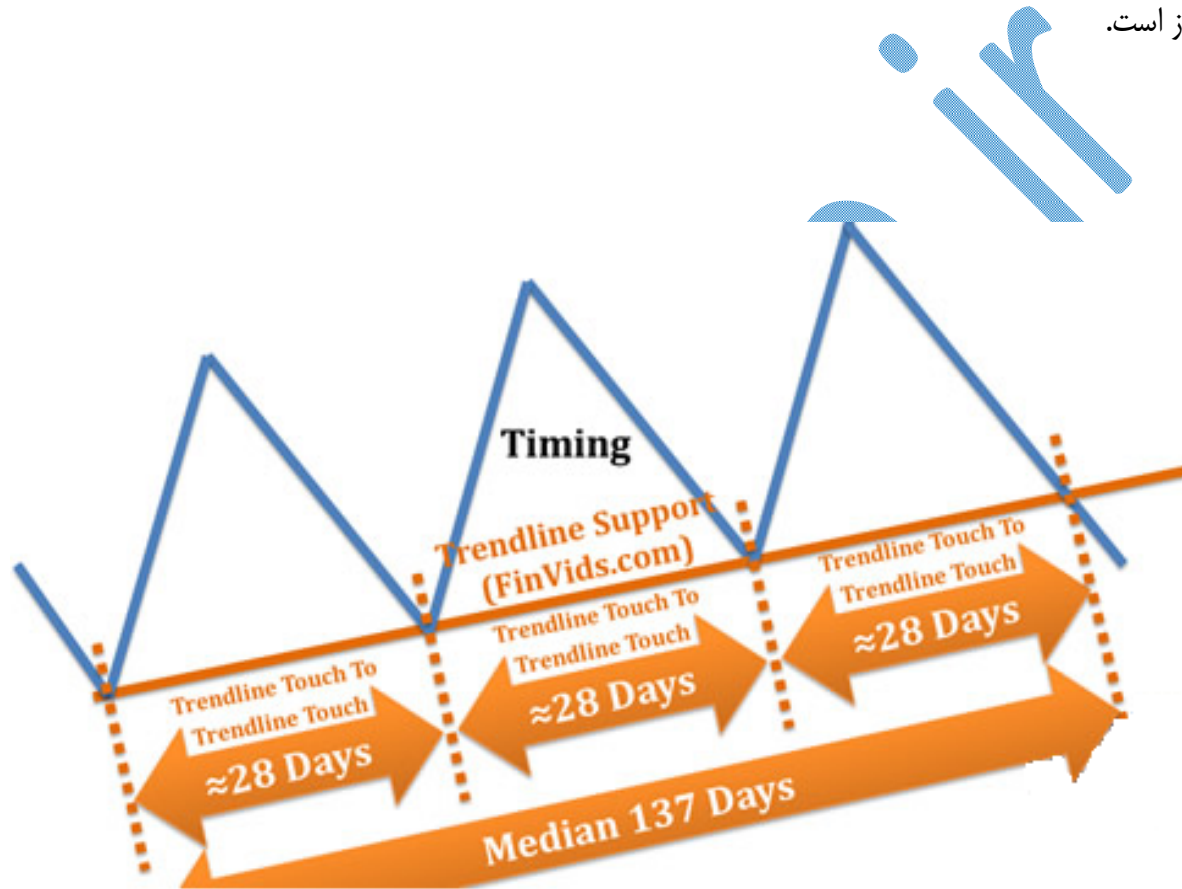 ز است.
ir
Timing
Trendline Support
(FinVids.com)
Trendline Touch To
Trendline Touch
≈28 Days
Trendline Touch To
Trendline Touch
≈28 Days
Trendline Touch To
Trendline Touch
≈28 Days
Median 137 Days